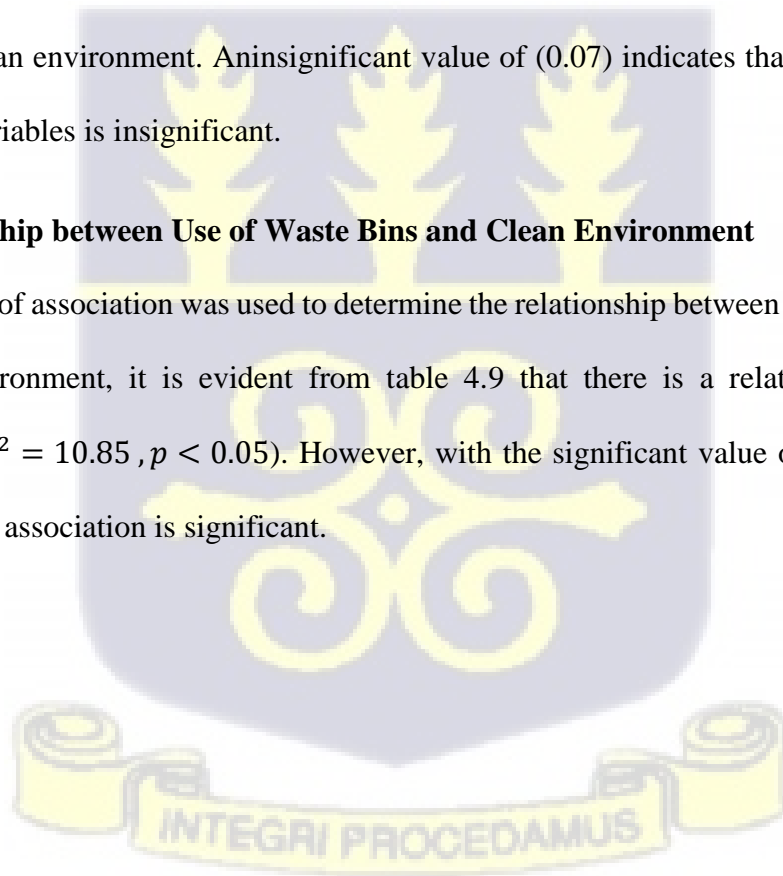 an environment. Aninsignificant value of (0.07) indicates tha
riables is insignificant.
hip between Use of Waste Bins and Clean Environment
of association was used to determine the relationship between
ronment, it is evident from table 4.9 that there is a relat
² = 10.85 , p < 0.05). However, with the significant value o
association is significant.
INTEGRI PROCEDAMUS